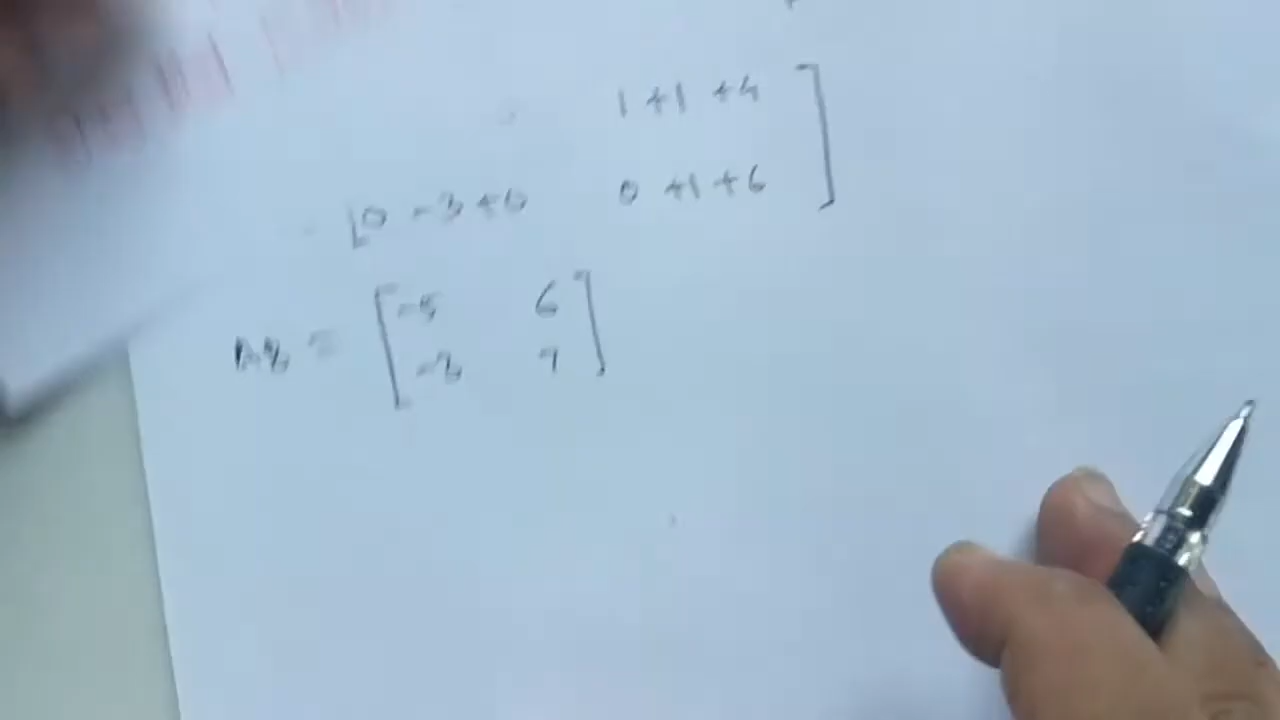 1 +1 +4 ]
[0 -3 +0 0 +1 +6 ]
AB = [ -5 6 ]
[ -3 7 ]